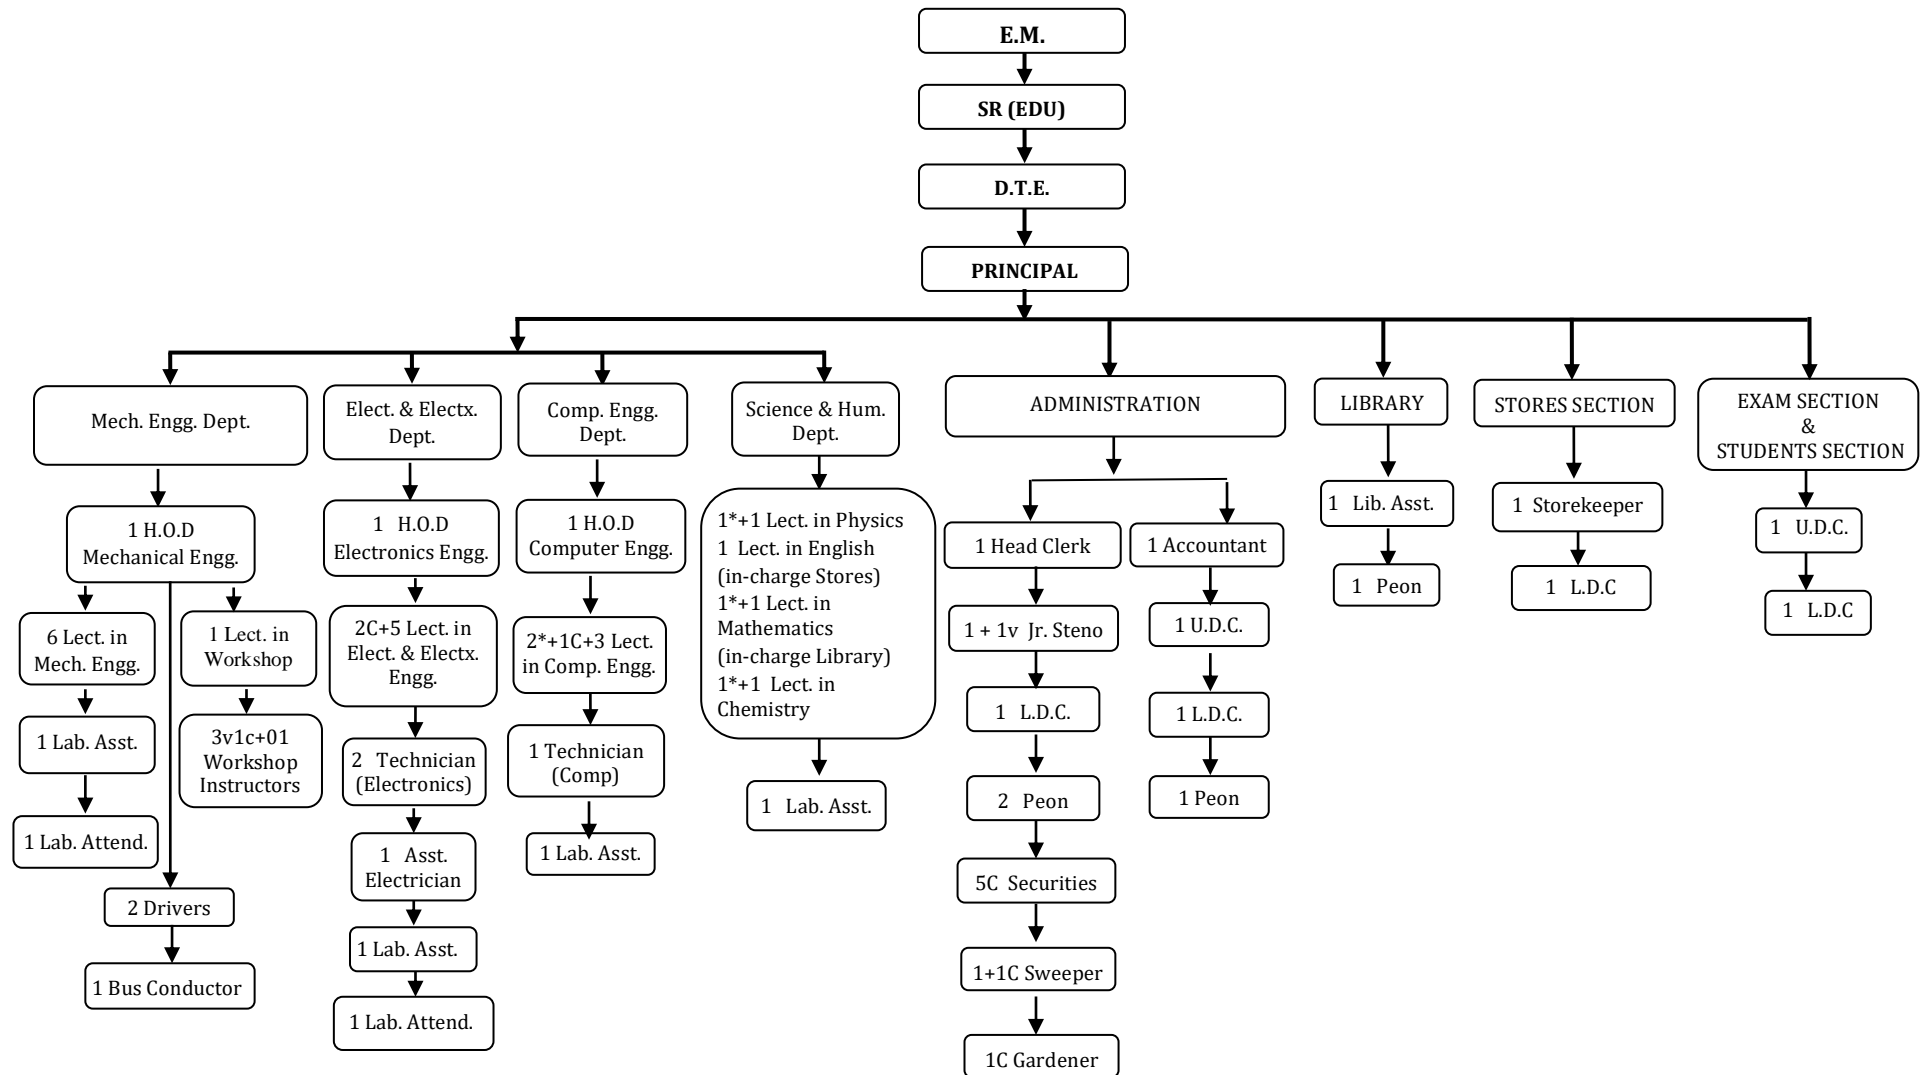 E.M.
SR (EDU)
D.T.E.
PRINCIPAL
Mech. Engg. Dept.
Elect. & Electx.
Dept.
Comp. Engg.
Dept.
Science & Hum.
Dept.
ADMINISTRATION
LIBRARY
STORES SECTION
EXAM SECTION
&
STUDENTS SECTION
1 H.O.D
Mechanical Engg.
6 Lect. in
Mech. Engg.
1 Lab. Asst.
1 Lab. Attend.
1 Lect. in
Workshop
3v1c+01
Workshop
Instructors
2 Drivers
1 Bus Conductor
1 H.O.D
Electronics Engg.
2C+5 Lect. in
Elect. & Electx.
Engg.
2 Technician
(Electronics)
1 Asst.
Electrician
1 Lab. Asst.
1 Lab. Attend.
1 H.O.D
Computer Engg.
2*+1C+3 Lect.
in Comp. Engg.
1 Technician
(Comp)
1 Lab. Asst.
1*+1 Lect. in Physics
1 Lect. in English
(in-charge Stores)
1*+1 Lect. in
Mathematics
(in-charge Library)
1*+1 Lect. in
Chemistry
1 Lab. Asst.
1 Head Clerk
1 + 1v Jr. Steno
1 L.D.C.
2 Peon
5C Securities
1+1C Sweeper
1C Gardener
1 Accountant
1 U.D.C.
1 L.D.C.
1 Peon
1 Lib. Asst.
1 Peon
1 Storekeeper
1 L.D.C
1 U.D.C.
1 L.D.C